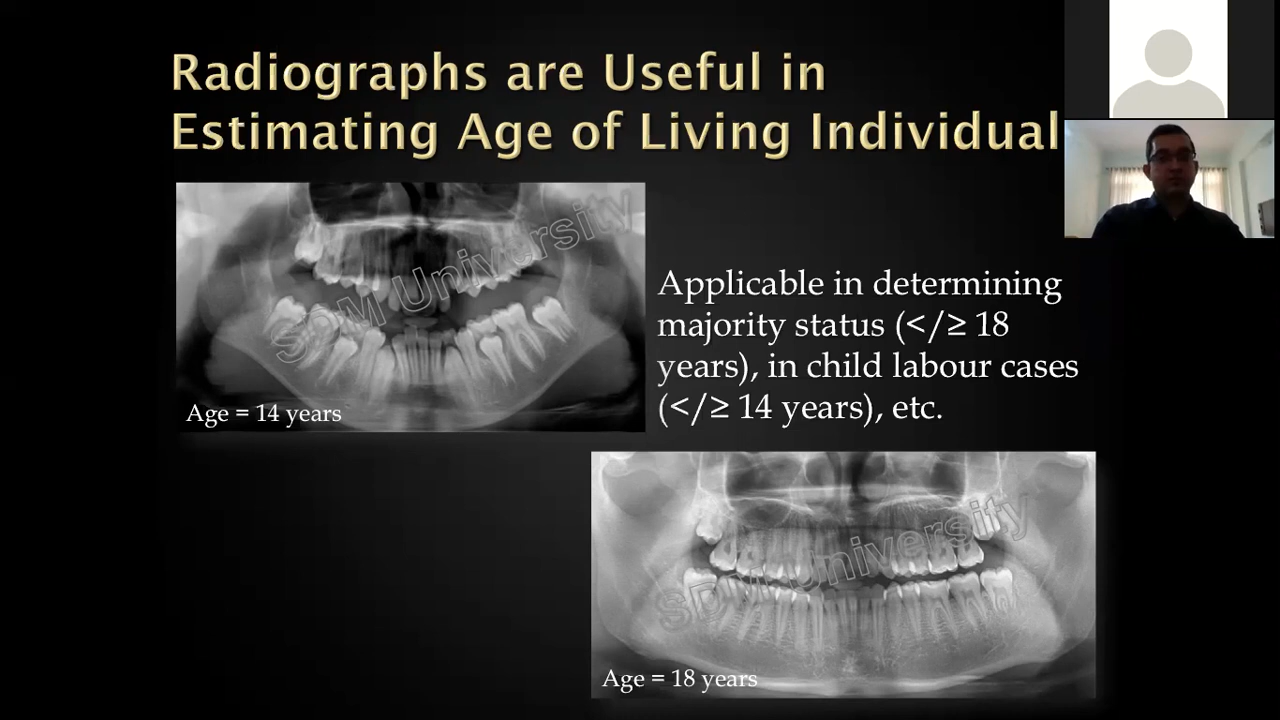 Radiographs are Useful in
Estimating Age of Living Individual
SDM University
Age = 14 years
Applicable in determining
majority status (</≥ 18
years), in child labour cases
(</≥ 14 years), etc.
SDM University
Age = 18 years